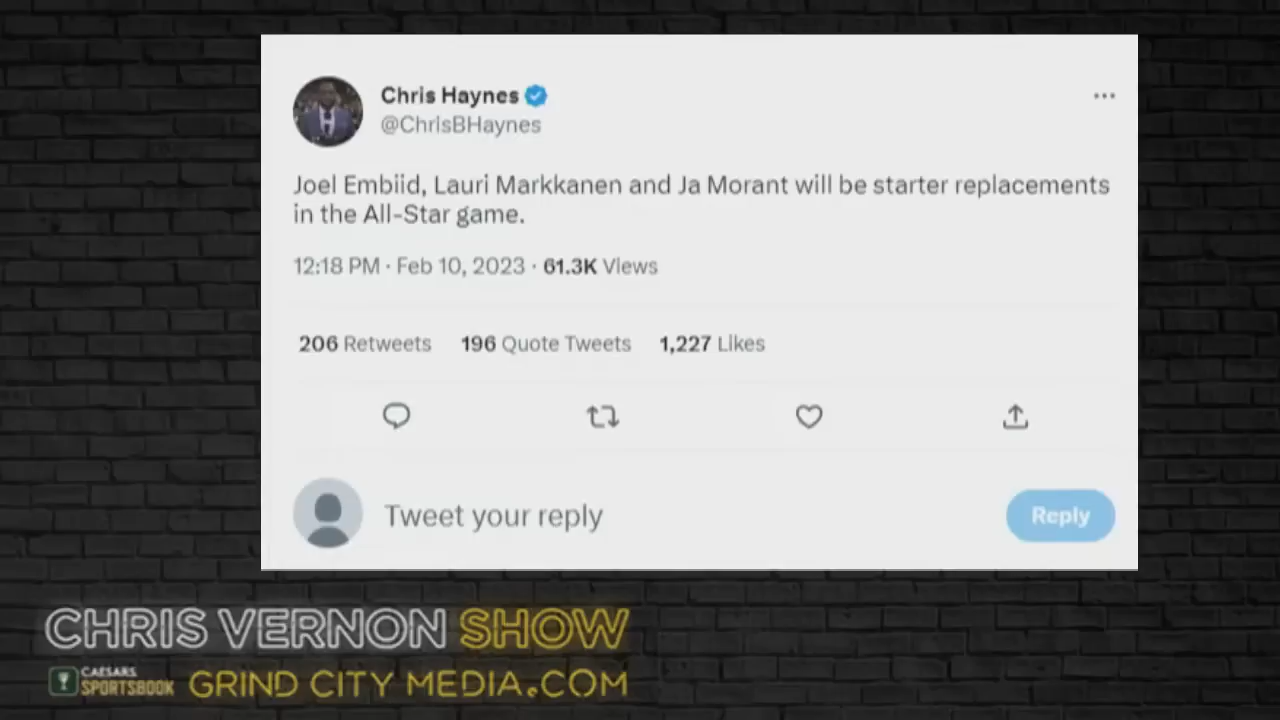 Chris Haynes
@ChrisBHaynes
Joel Embiid, Lauri Markkanen and Ja Morant will be starter replacements
in the All-Star game.
12:18 PM · Feb 10, 2023 · 61.3K Views
206 Retweets 196 Quote Tweets 1,227 Likes
Tweet your reply
Reply
CHRIS VERNON SHOW
CAESARS
SPORTSBOOK
GRIND CITY MEDIA.COM